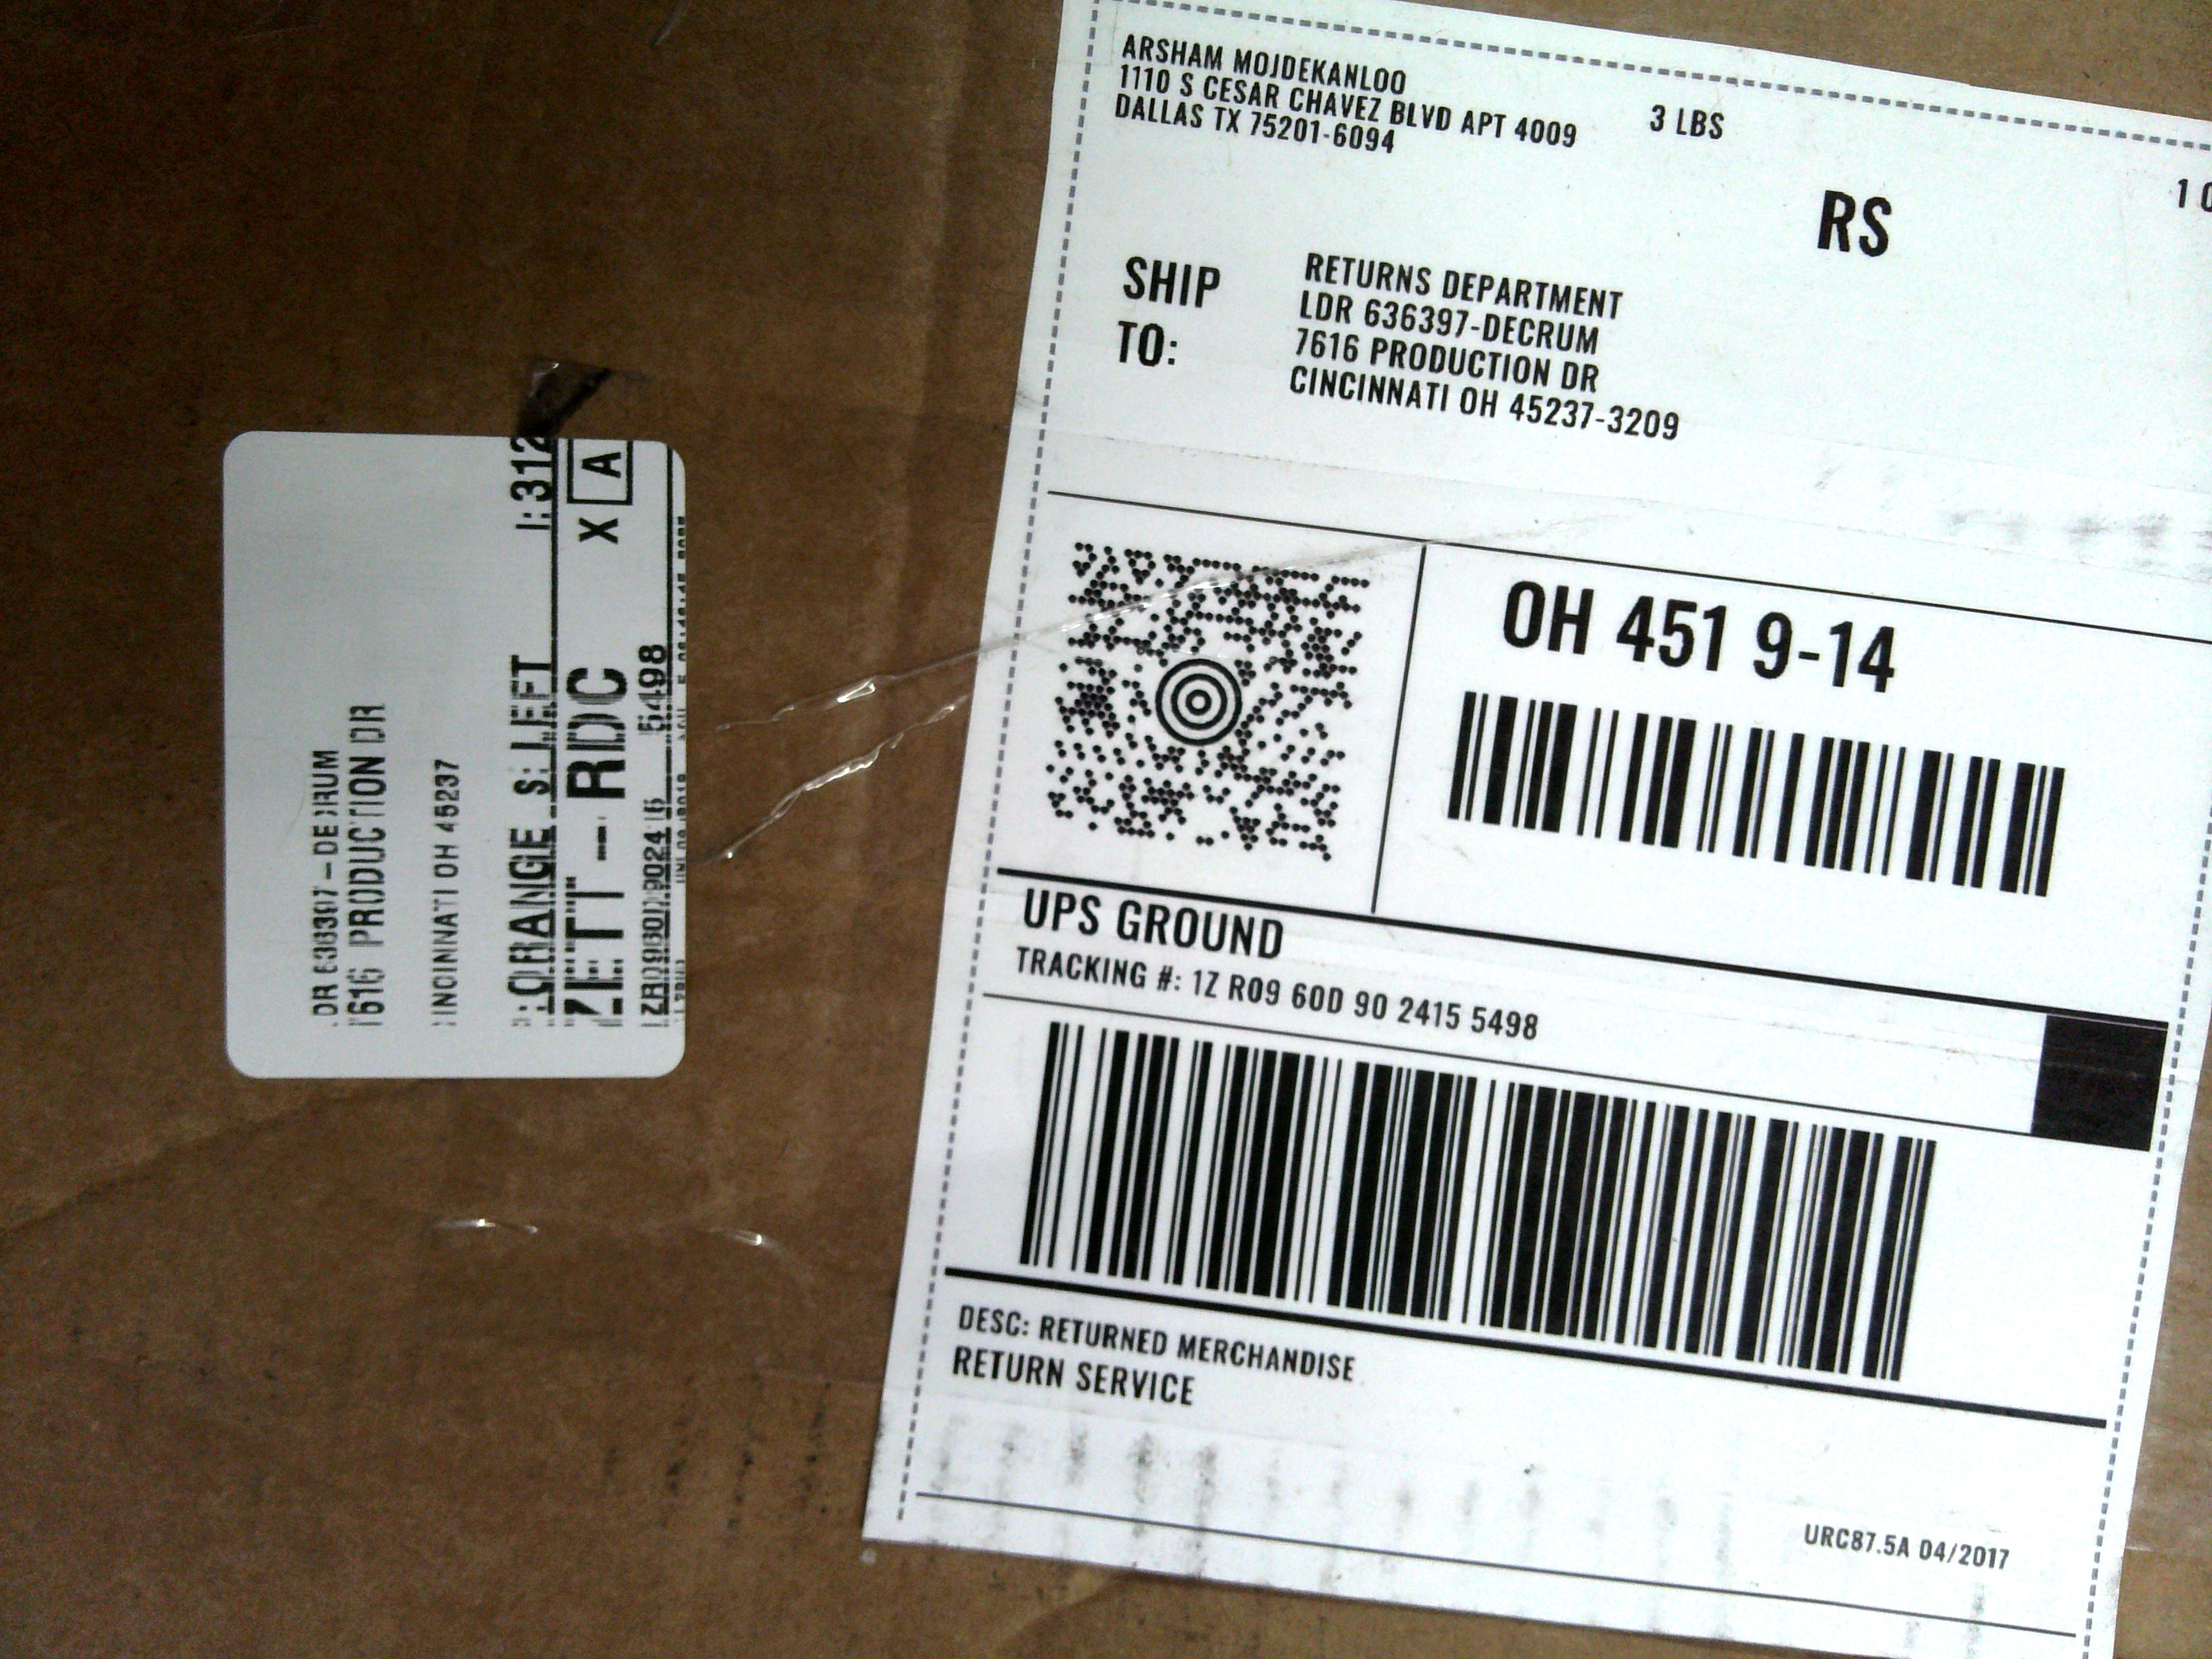 ARSHAM MOJDEKANLOO
1110 S CESAR CHAVEZ BLVD APT 4009
DALLAS TX 75201-6094
3 LBS
RS
SHIP
TO:
RETURNS DEPARTMENT
LDR 636397-DECRUM
7616 PRODUCTION DR
CINCINNATI OH 45237-3209
OH 451 9-14
UPS GROUND
TRACKING #: 1Z R09 60D 90 2415 5498
DESC: RETURNED MERCHANDISE
RETURN SERVICE
URC87.5A 04/2017
PRODUCTION DR
OH 45237
ORANGE S: LEFT I: 312
RDC X A
5498